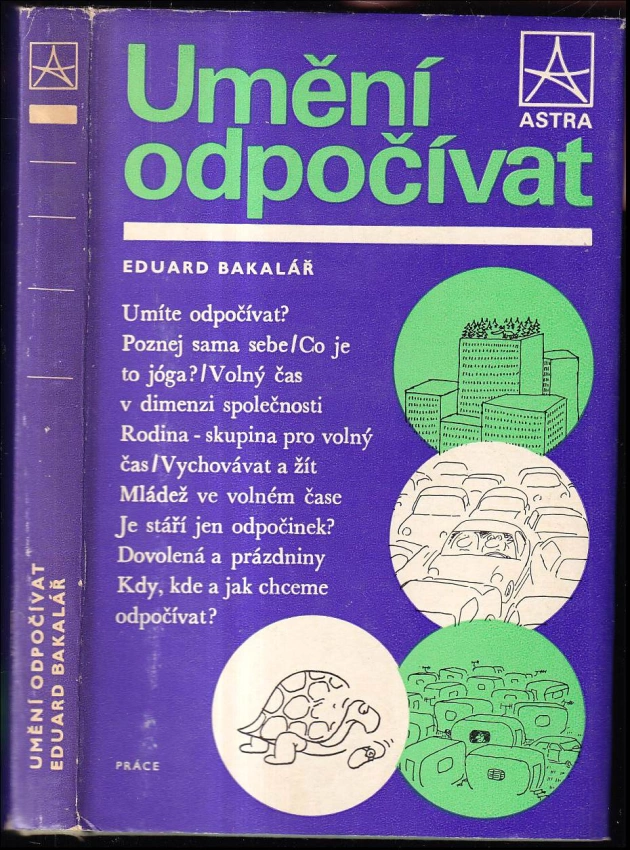 Umění
odpočívat
ASTRA
EDUARD BAKALÁŘ
Umíte odpočívat?
Poznej sama sebe/Co je
to jóga?/Volný čas
v dimenzi společnosti
Rodina - skupina pro volný
čas/Vychovávat a žít
Mládež ve volném čase
Je stáří jen odpočinek?
Dovolená a prázdniny
Kdy, kde a jak chceme
odpočívat?
PRÁCE
UMĚNÍ ODPOČÍVAT
EDUARD BAKALÁŘ